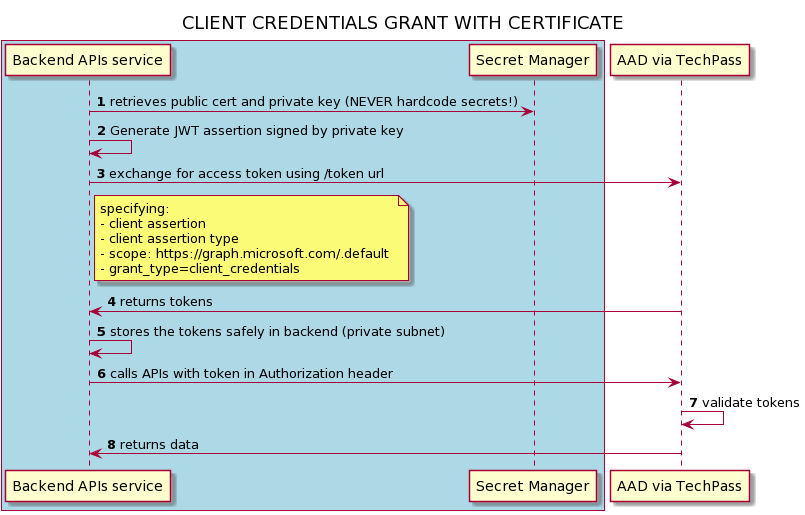 CLIENT CREDENTIALS GRANT WITH CERTIFICATE
Backend APIs service
Secret Manager
AAD via TechPass
1 retrieves public cert and private key (NEVER hardcode secrets!)
2 Generate JWT assertion signed by private key
3 exchange for access token using /token url
specifying:
- client assertion
- client assertion type
- scope: https://graph.microsoft.com/.default
- grant_type=client_credentials
4 returns tokens
5 stores the tokens safely in backend (private subnet)
6 calls APIs with token in Authorization header
7 validate tokens
8 returns data
Backend APIs service
Secret Manager
AAD via TechPass